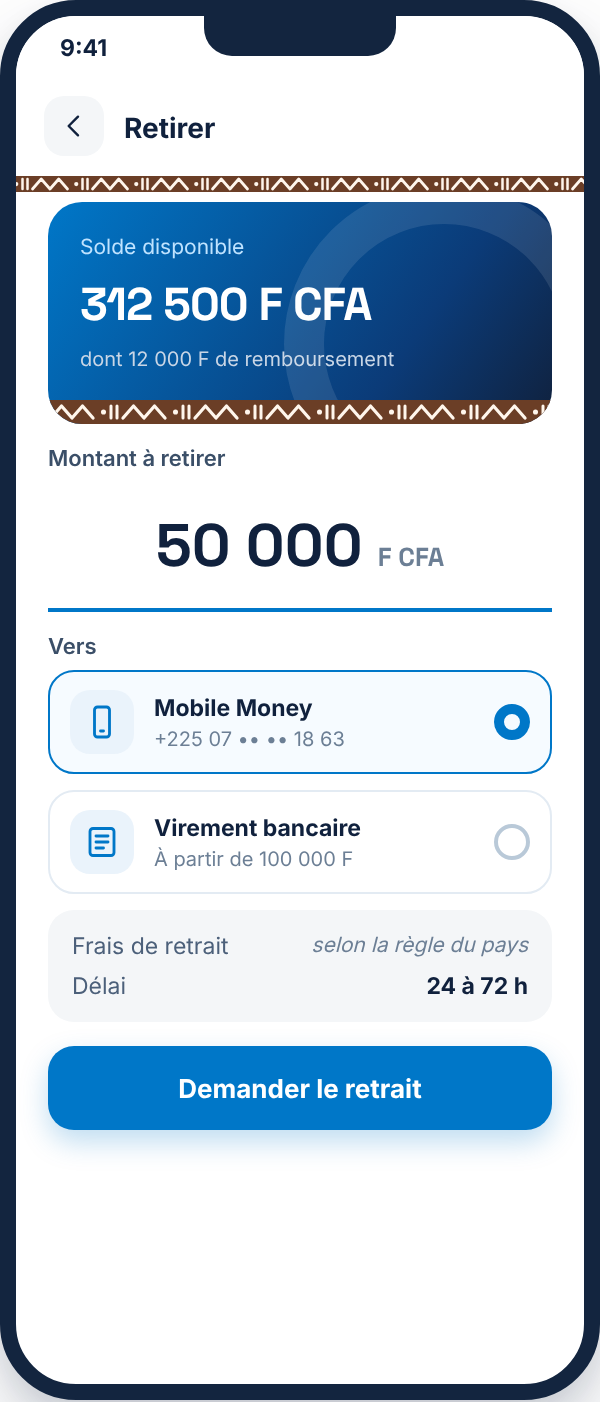 9:41
Retirer
Solde disponible
312 500 F CFA
dont 12 000 F de remboursement
Montant à retirer
50 000 F CFA
Vers
Mobile Money
+225 07 •• •• 18 63
Virement bancaire
À partir de 100 000 F
Frais de retrait selon la règle du pays
Délai 24 à 72 h
Demander le retrait